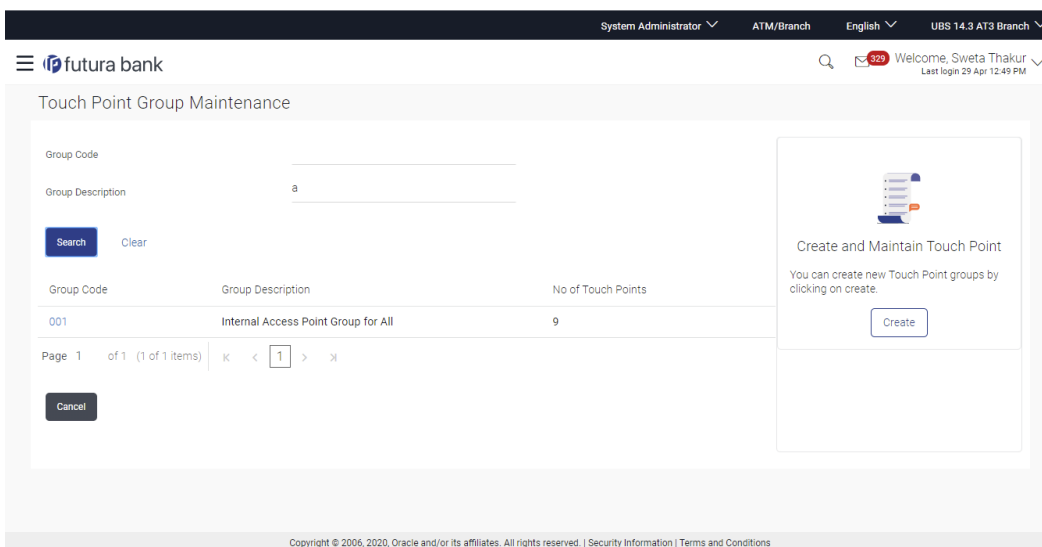 System Administrator ATM/Branch English UBS 14.3 AT3 Branch
futura bank 329 Welcome, Sweta Thakur
Last login 29 Apr 12:49 PM
Touch Point Group Maintenance
Group Code
Group Description a
Search Clear
Group Code Group Description No of Touch Points
001 Internal Access Point Group for All 9
Page 1 of 1 (1 of 1 items) 1
Cancel
Create and Maintain Touch Point
You can create new Touch Point groups by
clicking on create.
Create
Copyright © 2006, 2020, Oracle and/or its affiliates. All rights reserved. | Security Information | Terms and Conditions